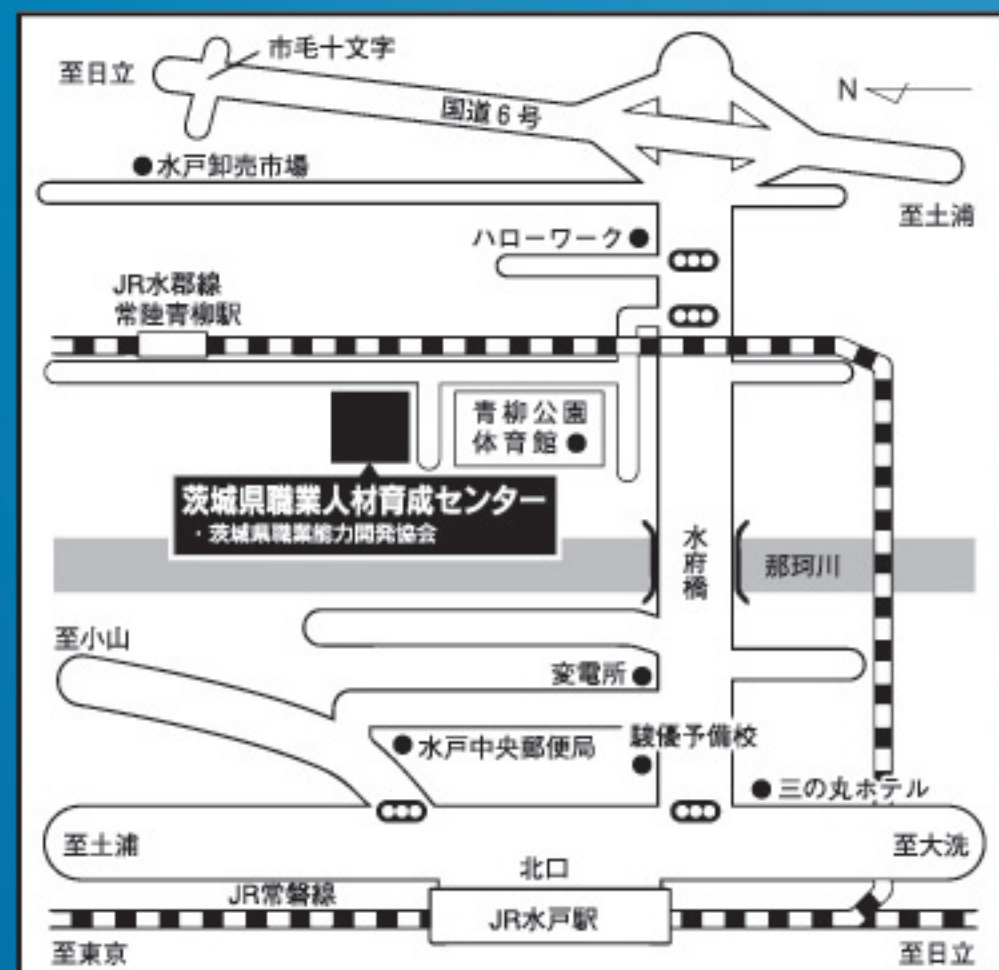 市毛十文字
至日立
国道6号
N
水戸卸売市場
至土浦
ハローワーク
JR水郡線
常陸青柳駅
青柳公園
体育館
茨城県職業人材育成センター
・茨城県職業能力開発協会
水府橋
那珂川
至小山
変電所
水戸中央郵便局
駿優予備校
三の丸ホテル
至土浦
至大洗
北口
JR常磐線
JR水戸駅
至東京
至日立